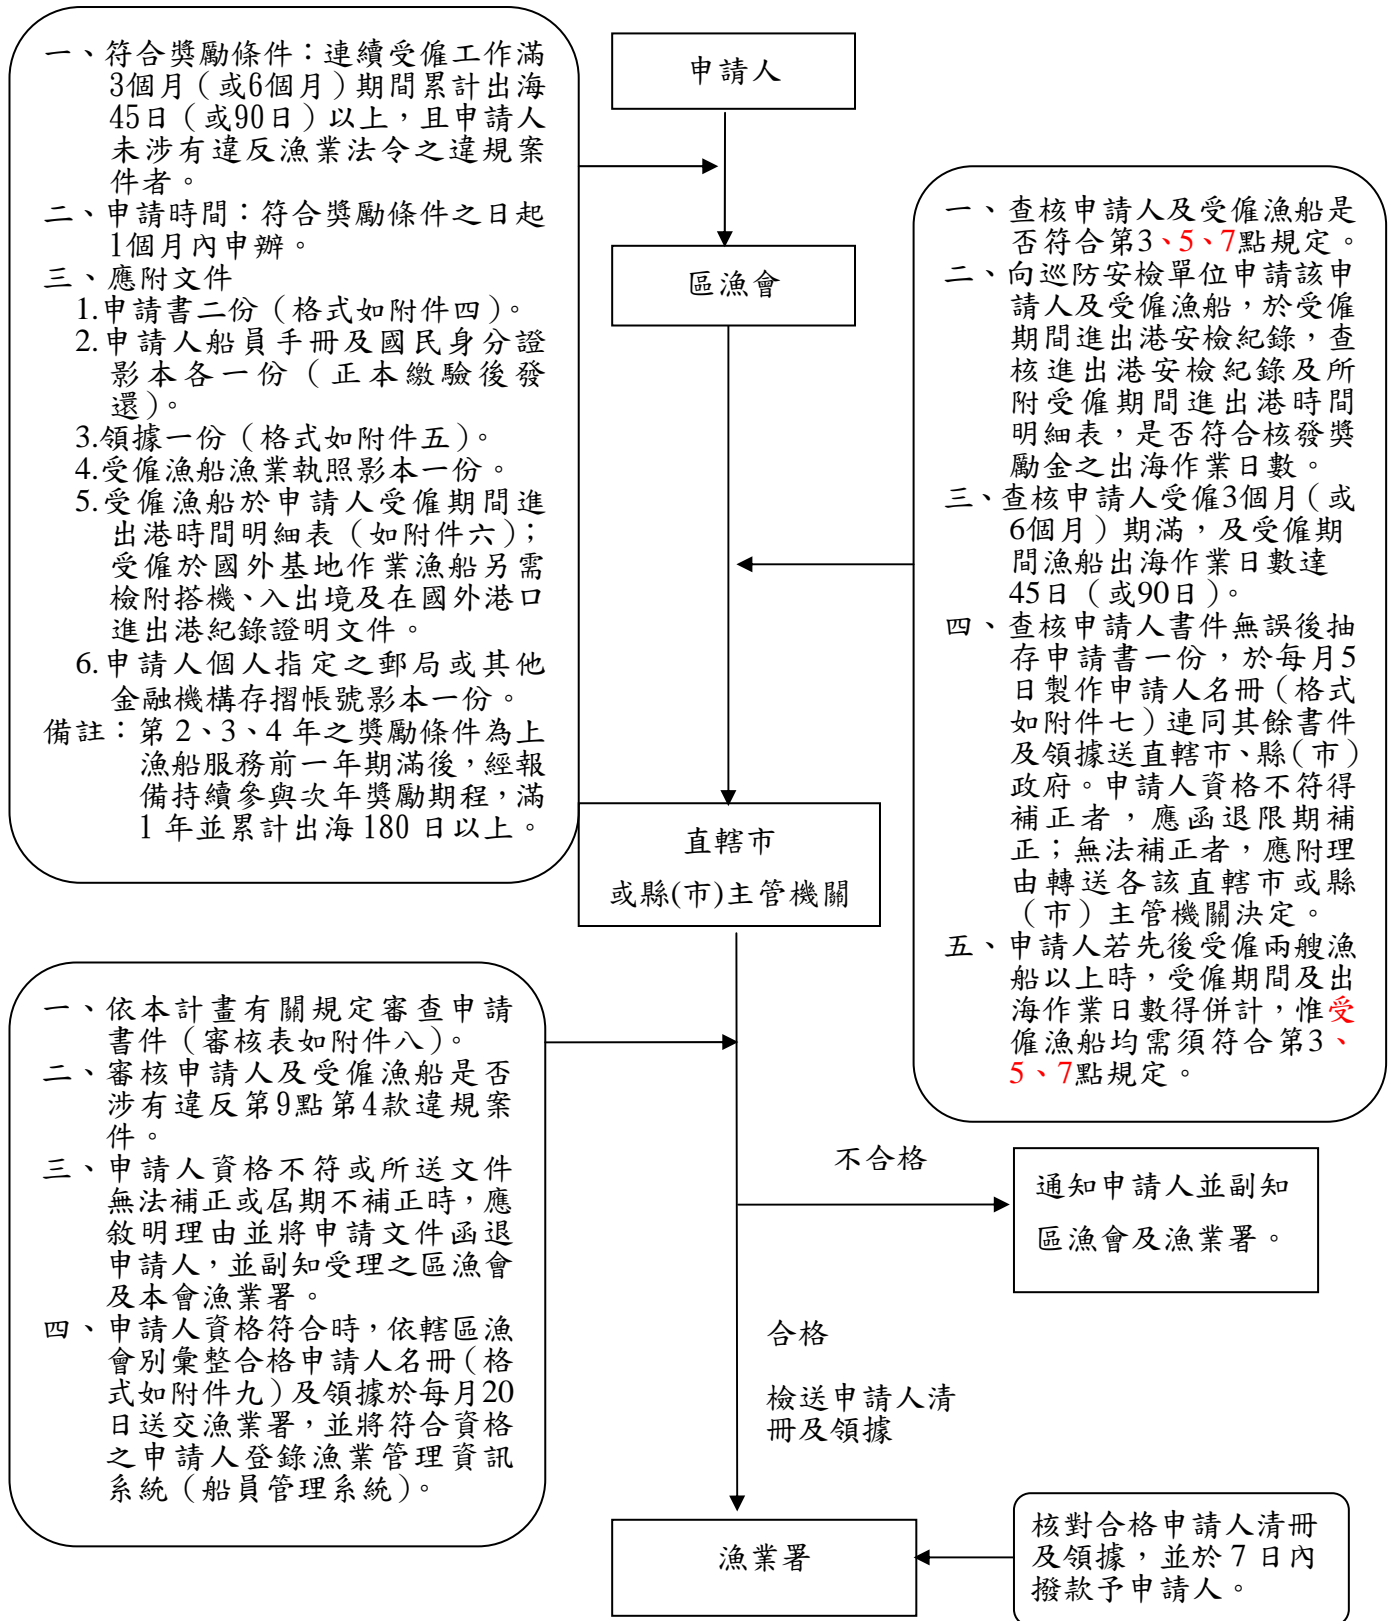 一、符合獎勵條件：連續受僱工作滿
3個月（或6個月）期間累計出海
45日（或90日）以上，且申請人
未涉有違反漁業法令之違規案
件者。
二、申請時間：符合獎勵條件之日起
1個月內申辦。
三、應附文件
1.申請書二份（格式如附件四）。
2.申請人船員手冊及國民身分證
影本各一份（正本繳驗後發
還）。
3.領據一份（格式如附件五）。
4.受僱漁船漁業執照影本一份。
5.受僱漁船於申請人受僱期間進
出港時間明細表（如附件六）；
受僱於國外基地作業漁船另需
檢附搭機、入出境及在國外港口
進出港紀錄證明文件。
6.申請人個人指定之郵局或其他
金融機構存摺帳號影本一份。
備註：第 2、3、4 年之獎勵條件為上
漁船服務前一年期滿後，經報
備持續參與次年獎勵期程，滿
1 年並累計出海 180 日以上。
申請人
區漁會
一、查核申請人及受僱漁船是
否符合第3、5、7點規定。
二、向巡防安檢單位申請該申
請人及受僱漁船，於受僱
期間進出港安檢紀錄，查
核進出港安檢紀錄及所
附受僱期間進出港時間
明細表，是否符合核發獎
勵金之出海作業日數。
三、查核申請人受僱3個月（或
6個月）期滿，及受僱期
間漁船出海作業日數達
45日（或90日）。
四、查核申請人書件無誤後抽
存申請書一份，於每月5
日製作申請人名冊（格式
如附件七）連同其餘書件
及領據送直轄市、縣（市）
政府。申請人資格不符得
補正者，應函退限期補
正；無法補正者，應附理
由轉送各該直轄市或縣
（市）主管機關決定。
五、申請人若先後受僱兩艘漁
船以上時，受僱期間及出
海作業日數得併計，惟受
僱漁船均需須符合第3、
5、7點規定。
直轄市
或縣(市)主管機關
一、依本計畫有關規定審查申請
書件（審核表如附件八）。
二、審核申請人及受僱漁船是否
涉有違反第9點第4款違規案
件。
三、申請人資格不符或所送文件
無法補正或屆期不補正時，應
敘明理由並將申請文件函退
申請人，並副知受理之區漁會
及本會漁業署。
四、申請人資格符合時，依轄區漁
會別彙整合格申請人名冊（格
式如附件九）及領據於每月20
日送交漁業署，並將符合資格
之申請人登錄漁業管理資訊
系統（船員管理系統）。
不合格
通知申請人並副知
區漁會及漁業署。
合格
檢送申請人清
冊及領據
漁業署
核對合格申請人清冊
及領據，並於 7 日內
撥款予申請人。